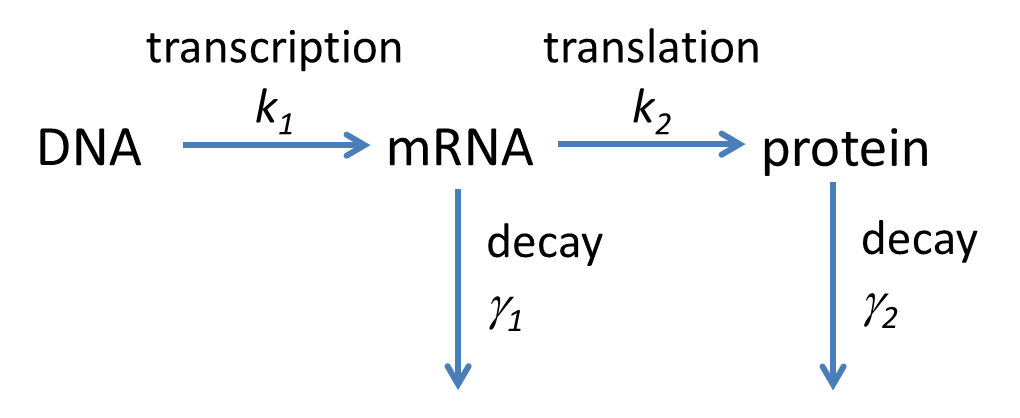 transcription translation
k1 k2
DNA mRNA protein
decay decay
γ1 γ2